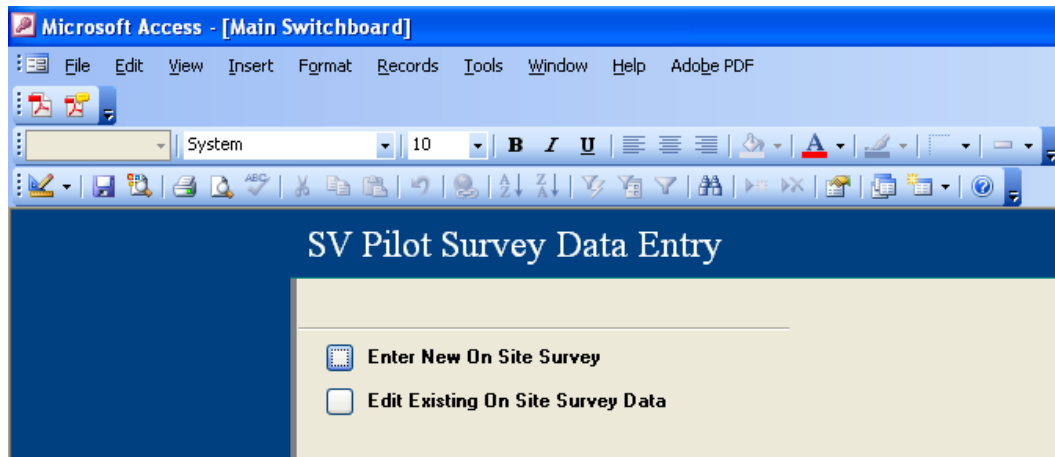 Microsoft Access - [Main Switchboard]
File Edit View Insert Format Records Tools Window Help Adobe PDF
System 10 B I U A
ABC A Z Z A
SV Pilot Survey Data Entry
Enter New On Site Survey
Edit Existing On Site Survey Data